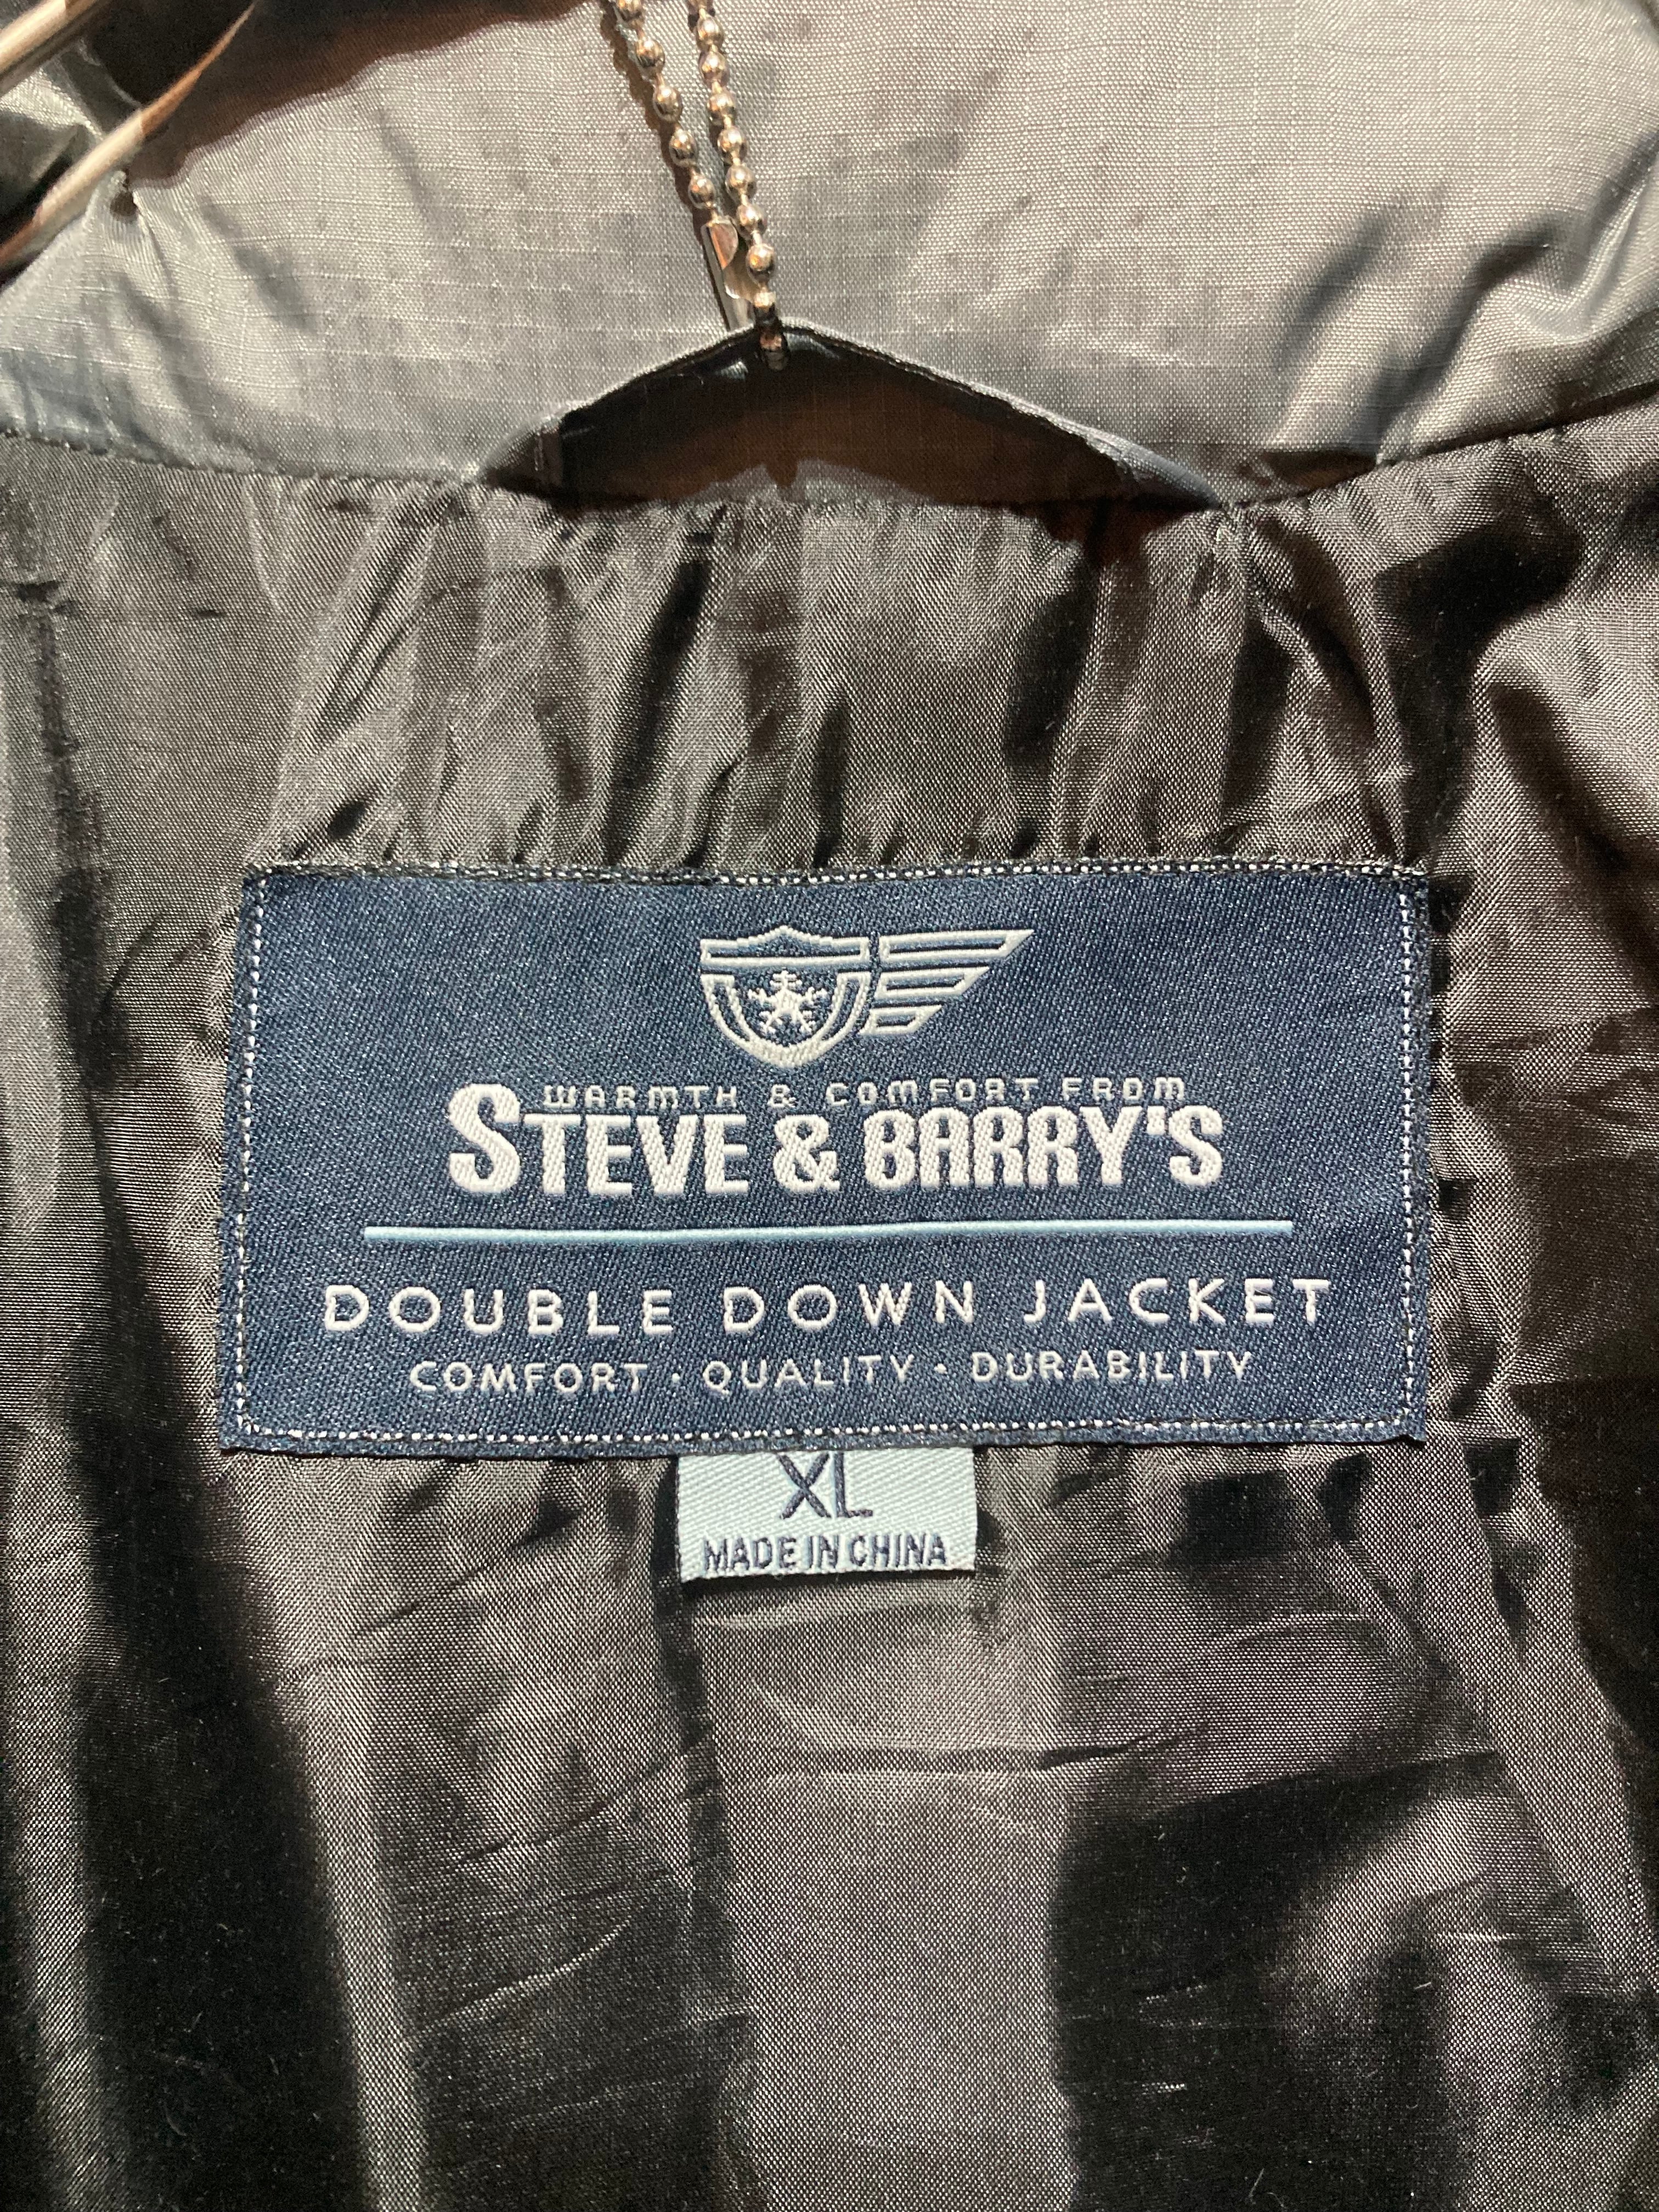 WARMTH & COMFORT FROM
STEVE & BARRY'S
DOUBLE DOWN JACKET
COMFORT · QUALITY · DURABILITY
XL
MADE IN CHINA